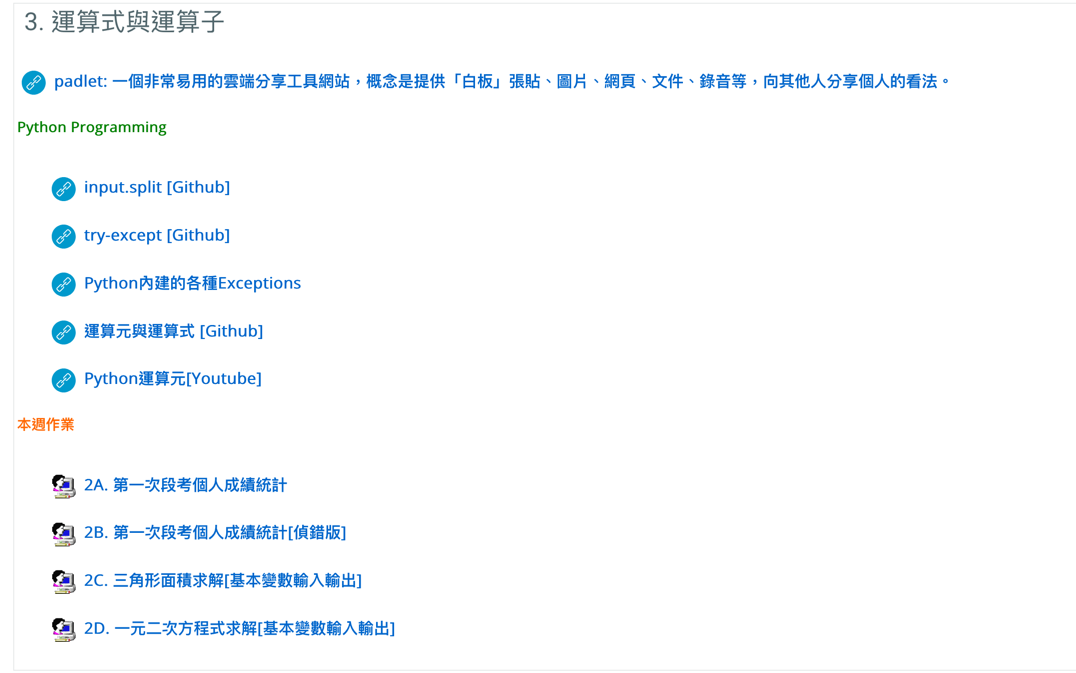 3. 運算式與運算子
padlet: 一個非常易用的雲端分享工具網站，概念是提供「白板」張貼、圖片、網頁、文件、錄音等，向其他人分享個人的看法。
Python Programming
input.split [Github]
try-except [Github]
Python內建的各種Exceptions
運算元與運算式 [Github]
Python運算元[Youtube]
本週作業
2A. 第一次段考個人成績統計
2B. 第一次段考個人成績統計[偵錯版]
2C. 三角形面積求解[基本變數輸入輸出]
2D. 一元二次方程式求解[基本變數輸入輸出]